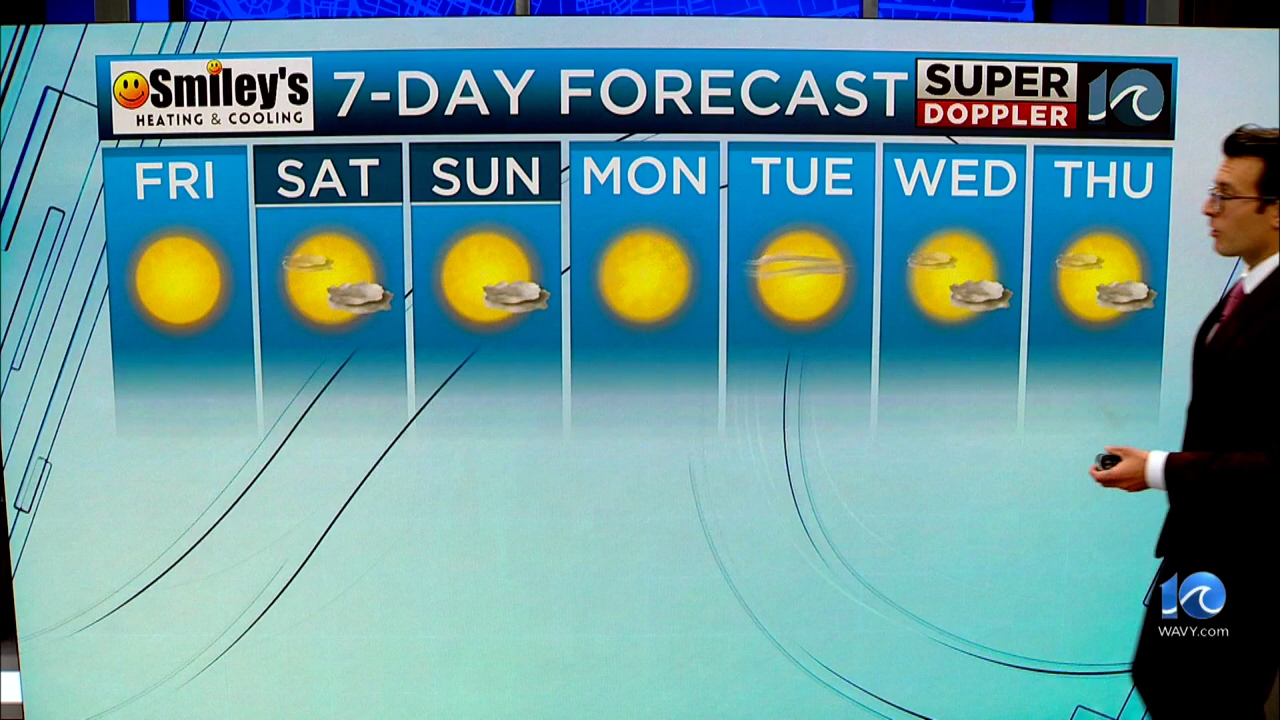 Smiley's
HEATING & COOLING
7-DAY FORECAST
SUPER
DOPPLER
10
FRI
SAT
SUN
MON
TUE
WED
THU
10
WAVY.com